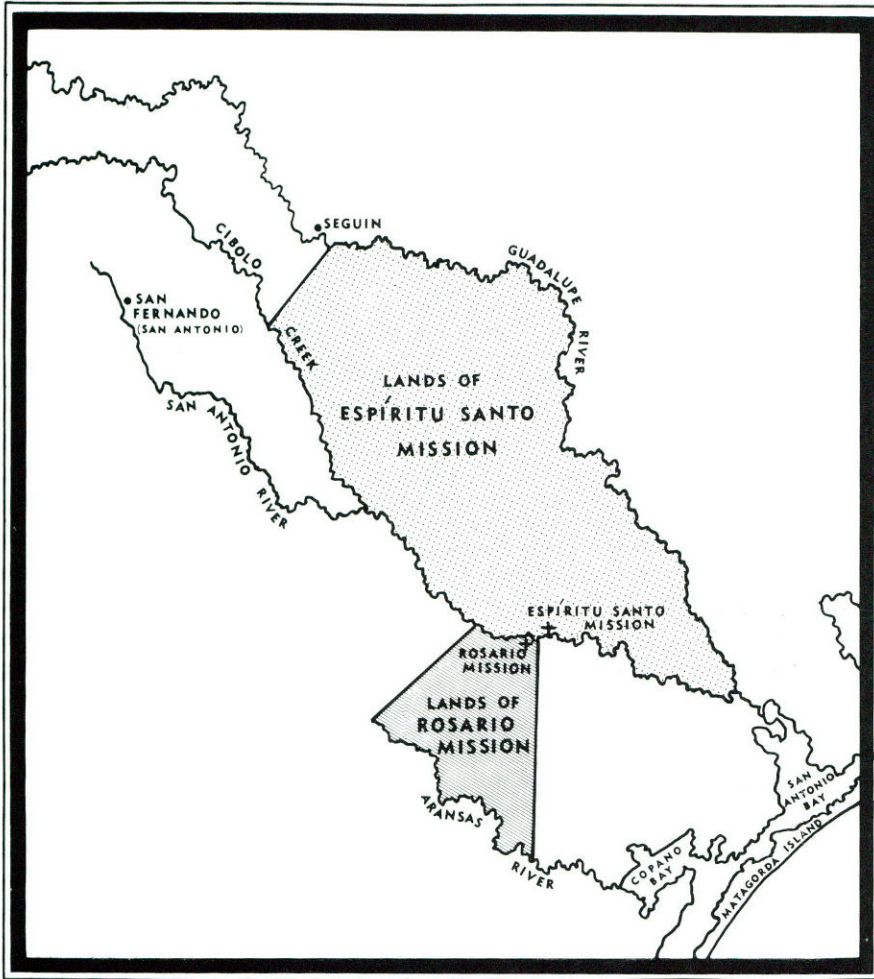 SEGUIN
CIBOLO
CREEK
GUADALUPE
RIVER
SAN
FERNANDO
(SAN ANTONIO)
SAN ANTONIO
RIVER
LANDS OF
ESPÍRITU SANTO
MISSION
ESPÍRITU SANTO
MISSION
ROSARIO
MISSION
LANDS OF
ROSARIO
MISSION
ARANSAS
RIVER
COPANO
BAY
SAN
ANTONIO
BAY
MATAGORDA ISLAND